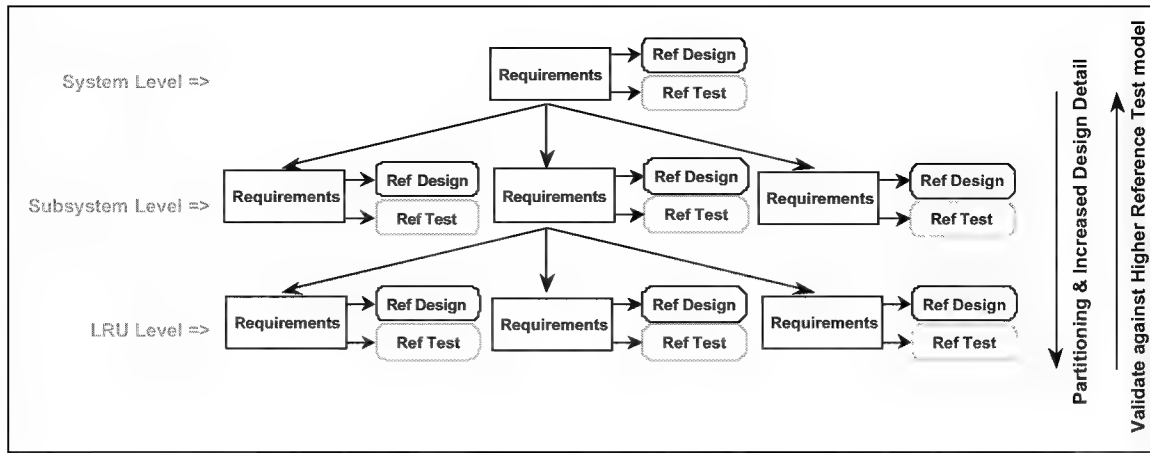 System Level =>
Requirements
Ref Design
Ref Test
Subsystem Level =>
Requirements
Ref Design
Ref Test
Requirements
Ref Design
Ref Test
Requirements
Ref Design
Ref Test
LRU Level =>
Requirements
Ref Design
Ref Test
Requirements
Ref Design
Ref Test
Requirements
Ref Design
Ref Test
Partitioning & Increased Design Detail
Validate against Higher Reference Test model